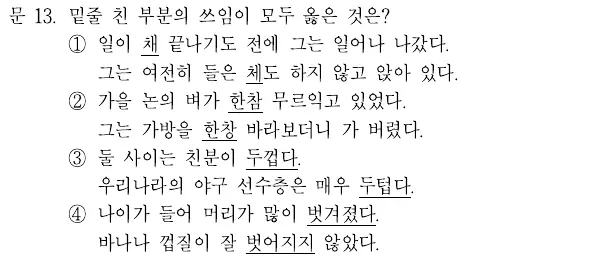 문 13. 밑줄 친 부분의 쓰임이 모두 옳은 것은?
① 일이 채 끝나기도 전에 그는 일어나 나갔다.
그는 여전히 들은 체도 하지 않고 앉아 있다.
② 가을 논의 벼가 한참 무르익고 있었다.
그는 가방을 한창 바라보더니 가 버렸다.
③ 둘 사이는 친분이 두껍다.
우리나라의 야구 선수층은 매우 두텁다.
④ 나이가 들어 머리가 많이 벗겨졌다.
바나나 껍질이 잘 벗어지지 않았다.